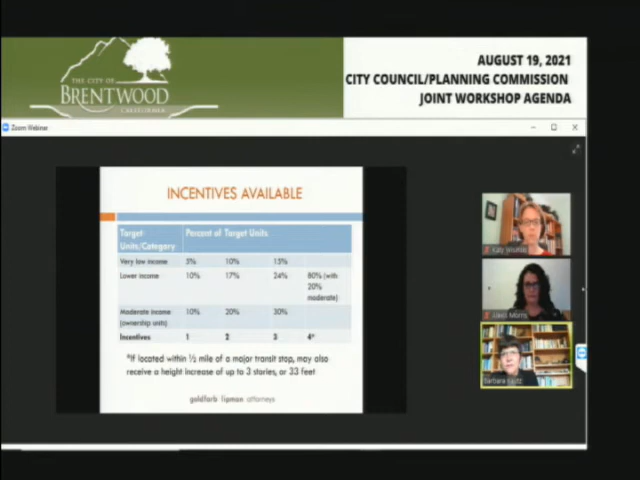 AUGUST 19, 2021
CITY COUNCIL/PLANNING COMMISSION
JOINT WORKSHOP AGENDA
THE CITY OF
BRENTWOOD
CALIFORNIA
Zoom Webinar
INCENTIVES AVAILABLE
Target Units/Category Percent of Target Units
Very low income 5% 10% 15%
Lower income 10% 17% 24% 80% (with 20% moderate)
Moderate income (ownership units) 10% 20% 30%
Incentives 1 2 3 4*
*If located within ½ mile of a major transit stop, may also
receive a height increase of up to 3 stories, or 33 feet
goldfarb lipman attorneys
Katy
Morris
Barbara Kautz